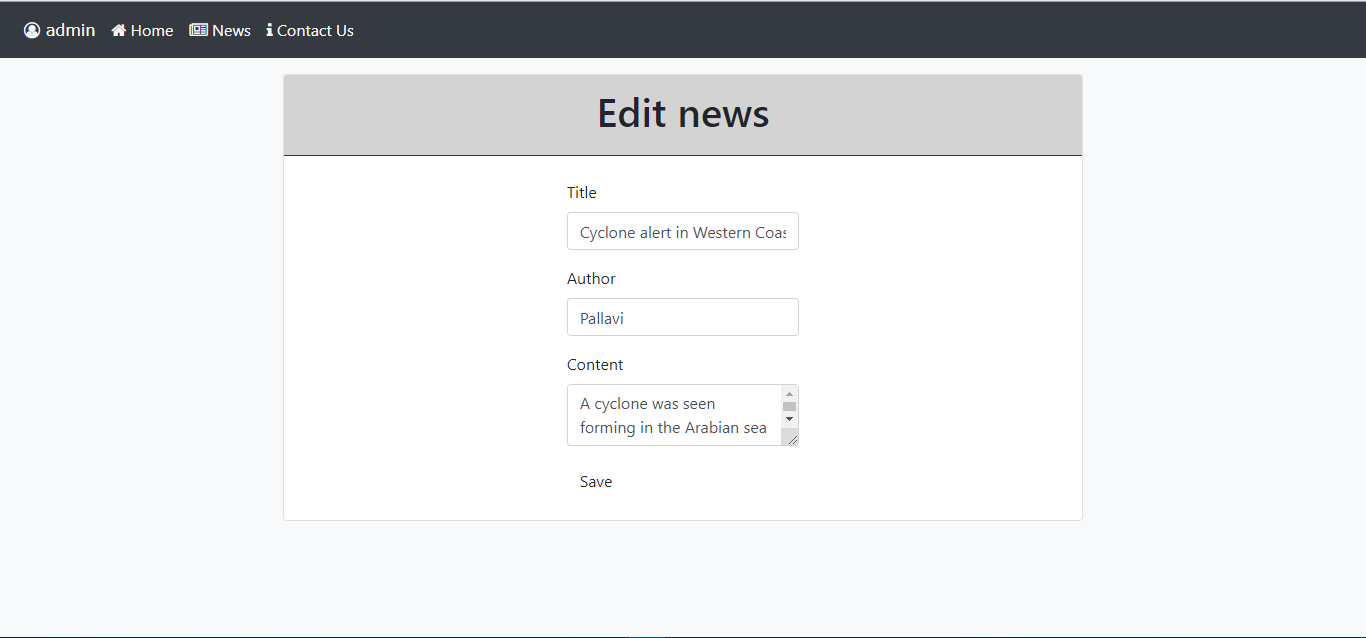 admin Home News Contact Us
Edit news
Title
Cyclone alert in Western Coas
Author
Pallavi
Content
A cyclone was seen
forming in the Arabian sea
Save